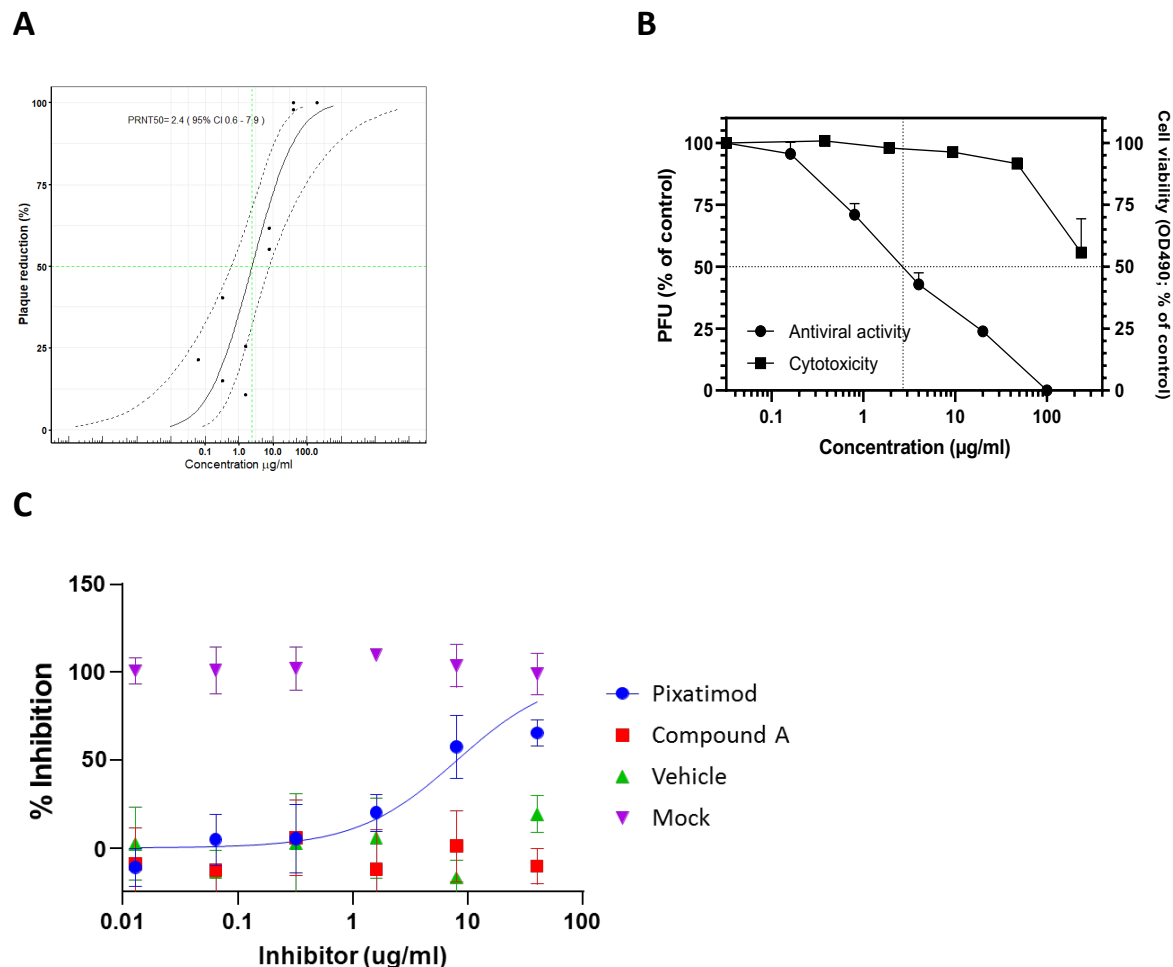 A
B
PRNT50= 2.4 ( 95% CI 0.6 - 7.9 )
Plaque reduction (%)
100
75
50
25
0
0.1 1.0 10.0 100.0
Concentration μg/ml
PFU (% of control)
100
75
50
25
0
Antiviral activity
Cytotoxicity
0.1 1 10 100
Concentration (μg/ml)
100
75
50
25
0
Cell viability (OD490; % of control)
C
% Inhibition
150
100
50
0
0.01 0.1 1 10 100
Inhibitor (ug/ml)
Pixatimod
Compound A
Vehicle
Mock